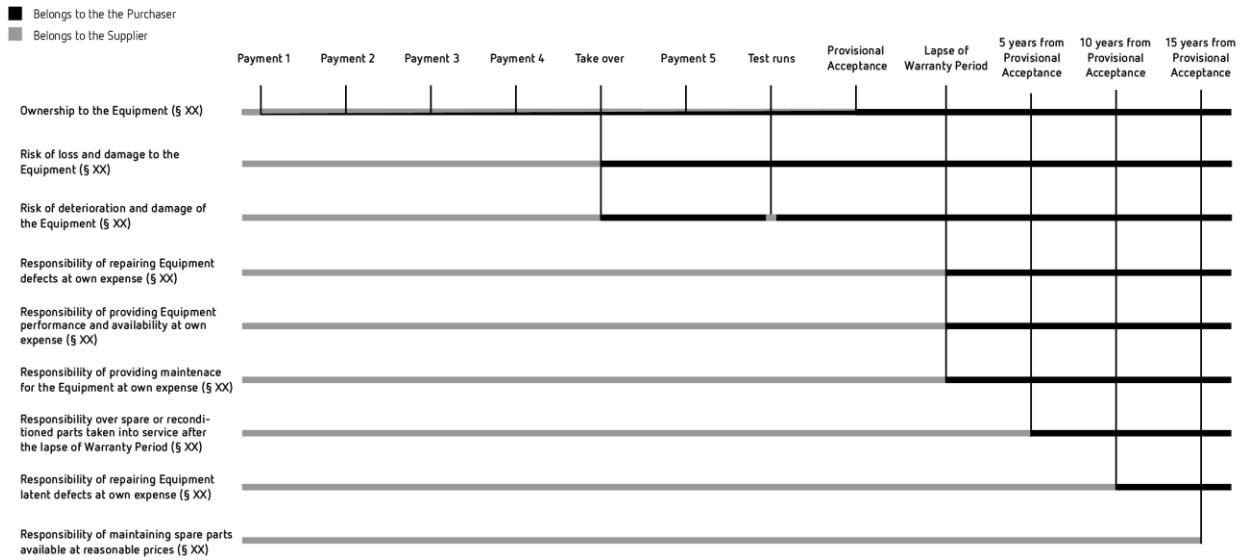 Belongs to the the Purchaser
Belongs to the Supplier
Payment 1
Payment 2
Payment 3
Payment 4
Take over
Payment 5
Test runs
Provisional
Acceptance
Lapse of
Warranty Period
5 years from
Provisional
Acceptance
10 years from
Provisional
Acceptance
15 years from
Provisional
Acceptance
Ownership to the Equipment (§ XX)
Risk of loss and damage to the
Equipment (§ XX)
Risk of deterioration and damage of
the Equipment (§ XX)
Responsibility of repairing Equipment
defects at own expense (§ XX)
Responsibility of providing Equipment
performance and availability at own
expense (§ XX)
Responsibility of providing maintenace
for the Equipment at own expense (§ XX)
Responsibility over spare or recondi-
tioned parts taken into service after
the lapse of Warranty Period (§ XX)
Responsibility of repairing Equipment
latent defects at own expense (§ XX)
Responsibility of maintaining spare parts
available at reasonable prices (§ XX)